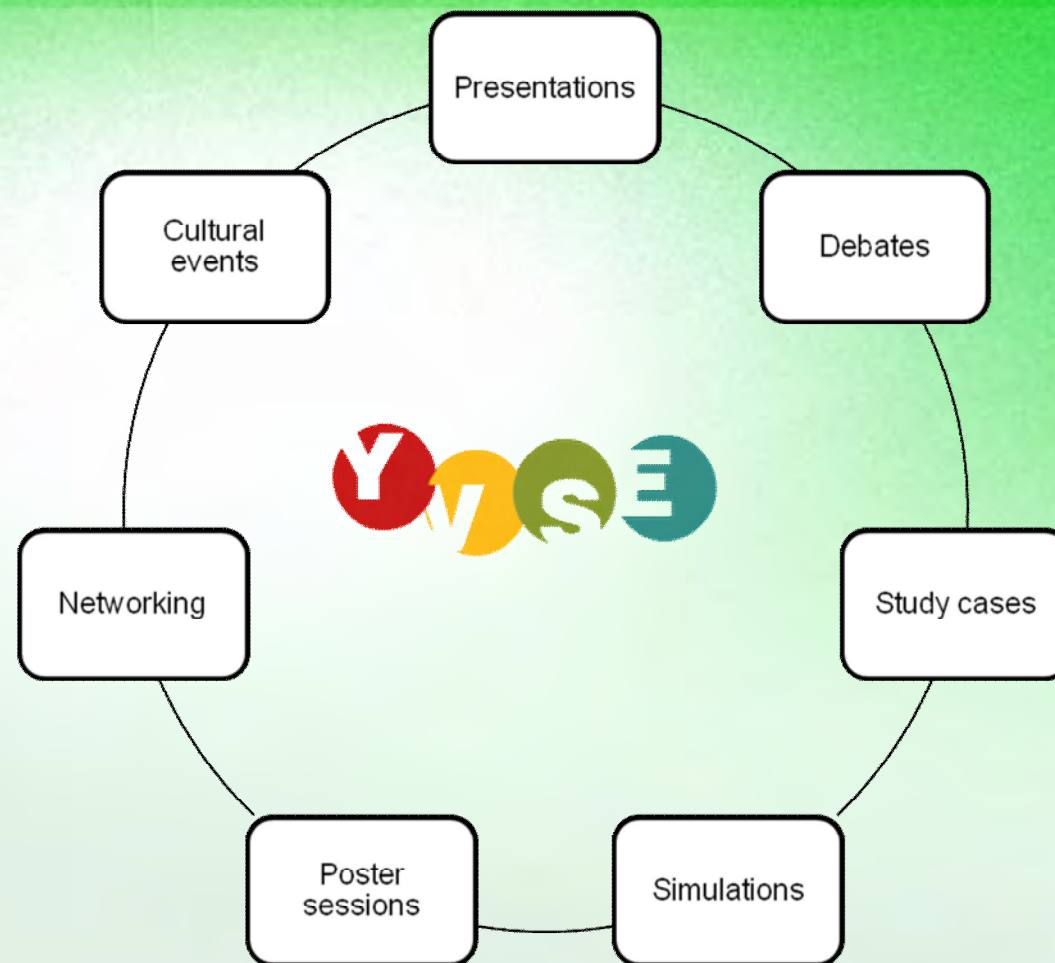 Presentations
Debates
Study cases
Simulations
Poster
sessions
Networking
Cultural
events
YVSE